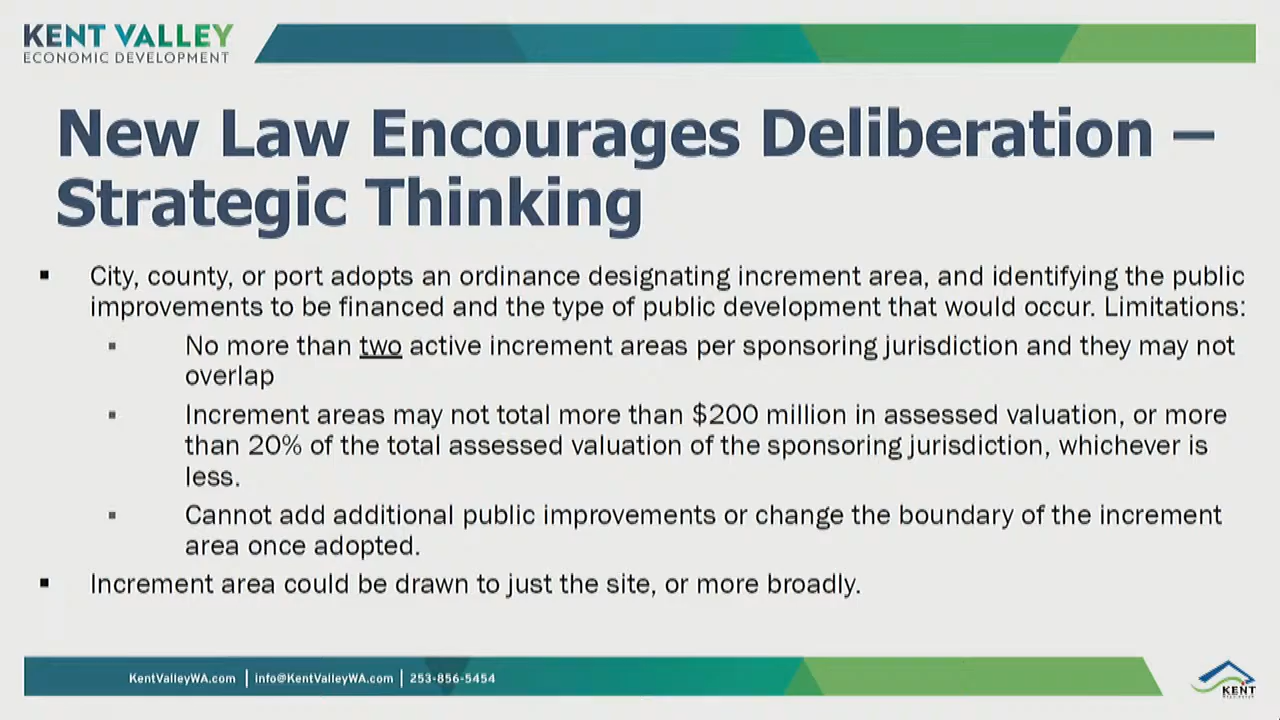 KENT VALLEY
ECONOMIC DEVELOPMENT
New Law Encourages Deliberation –
Strategic Thinking
▪ City, county, or port adopts an ordinance designating increment area, and identifying the public
improvements to be financed and the type of public development that would occur. Limitations:
▪ No more than two active increment areas per sponsoring jurisdiction and they may not
overlap
▪ Increment areas may not total more than $200 million in assessed valuation, or more
than 20% of the total assessed valuation of the sponsoring jurisdiction, whichever is
less.
▪ Cannot add additional public improvements or change the boundary of the increment
area once adopted.
▪ Increment area could be drawn to just the site, or more broadly.
KentValleyWA.com | info@KentValleyWA.com | 253-856-5454
KENT